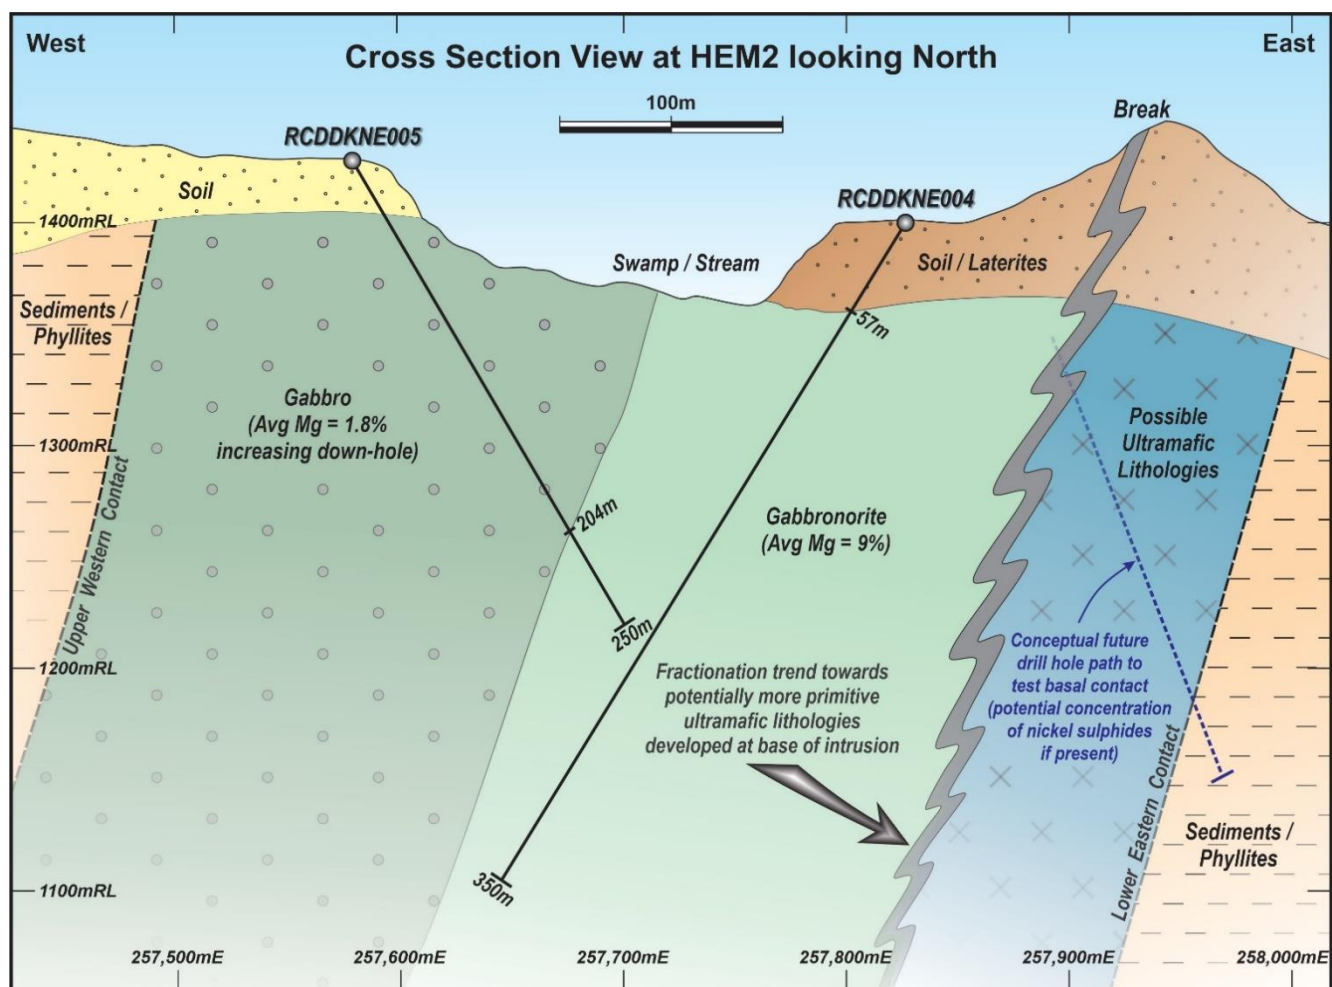 West
Cross Section View at HEM2 looking North
East
100m
Break
RCDDKNE005
RCDDKNE004
Soil
1400mRL
Swamp / Stream
Soil / Laterites
Sediments /
Phyllites
57m
Gabbro
(Avg Mg = 1.8%
increasing down-hole)
Possible
Ultramafic
Lithologies
1300mRL
Upper Western Contact
204m
Gabbronorite
(Avg Mg = 9%)
250m
1200mRL
Conceptual future
drill hole path to
test basal contact
(potential concentration
of nickel sulphides
if present)
Fractionation trend towards
potentially more primitive
ultramafic lithologies
developed at base of intrusion
Lower Eastern Contact
Sediments /
Phyllites
350m
1100mRL
257,500mE
257,600mE
257,700mE
257,800mE
257,900mE
258,000mE